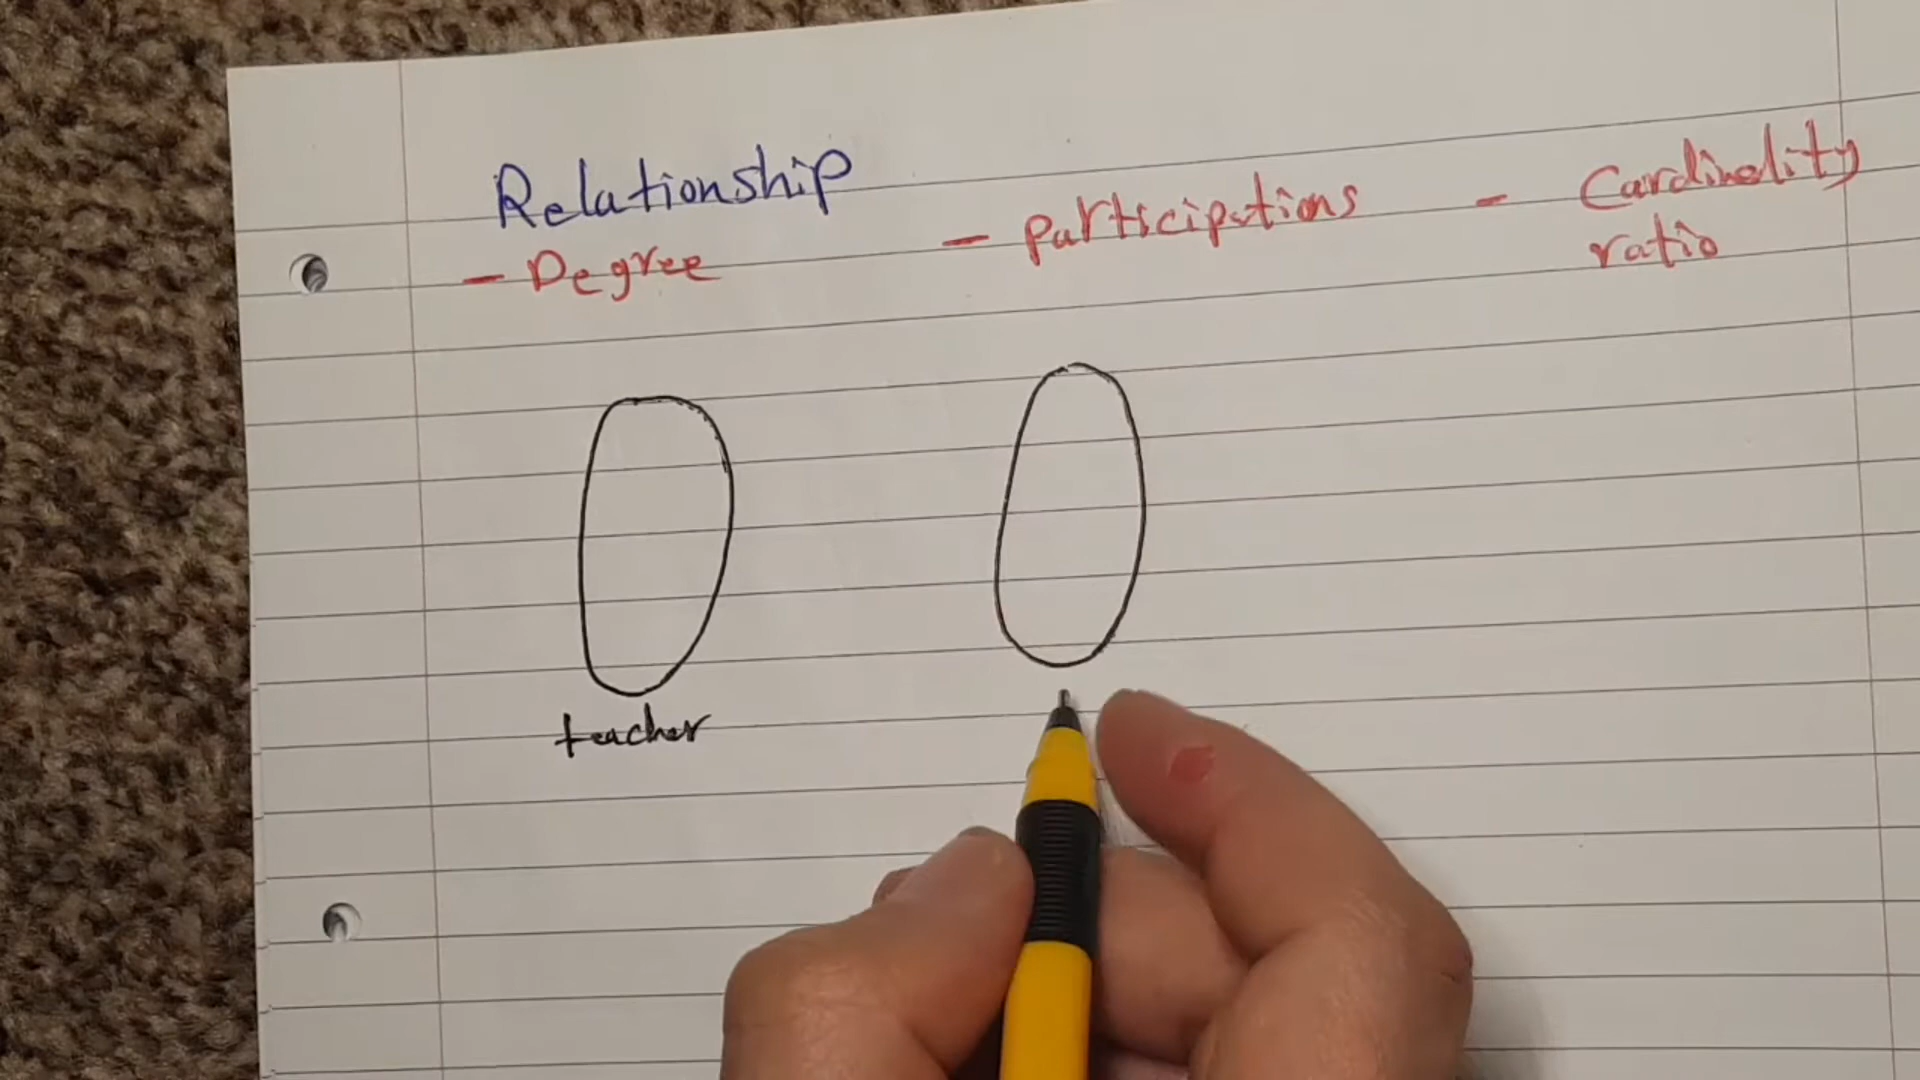 Relationship
- Degree - participations - Cardinality
ratio
teacher